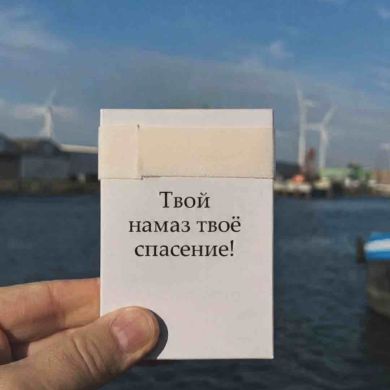 Твой
намаз твоё
спасение!